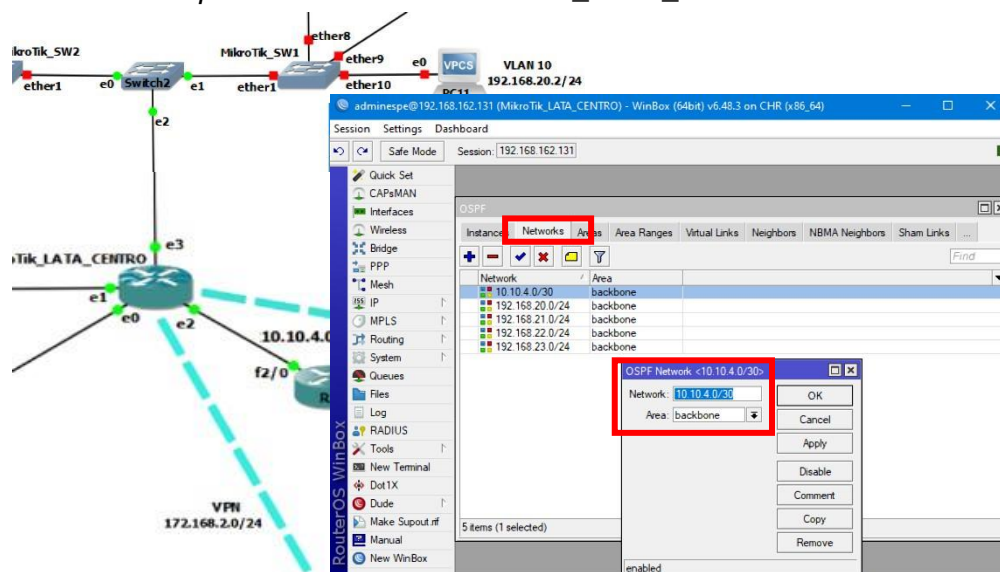 ether8
kroTik_SW2
MikroTik_SW1
ether9
e0
VPCS
VLAN 10
192.168.20.2/24
ether1
e0
Switch2
e1
ether1
ether10
PC11
e2
e3
Tik_LATA_CENTRO
e1
e0
e2
10.10.4.0
f2/0
R
VPN
172.168.2.0/24
adminespe@192.168.162.131 (MikroTik_LATA_CENTRO) - WinBox (64bit) v6.48.3 on CHR (x86_64)
Session Settings Dashboard
Safe Mode
Session: 192.168.162.131
Quick Set
CAPsMAN
Interfaces
Wireless
Bridge
PPP
Mesh
IP
MPLS
Routing
System
Queues
Files
Log
RADIUS
Tools
New Terminal
Dot1X
Dude
Make Supout.rif
Manual
New WinBox
RouterOS WinBox
OSPF
Instances Networks Areas Area Ranges Virtual Links Neighbors NBMA Neighbors Sham Links ...
Find
Network Area
10.10.4.0/30 backbone
192.168.20.0/24 backbone
192.168.21.0/24 backbone
192.168.22.0/24 backbone
192.168.23.0/24 backbone
5 items (1 selected)
OSPF Network <10.10.4.0/30>
Network: 10.10.4.0/30
Area: backbone
OK
Cancel
Apply
Disable
Comment
Copy
Remove
enabled